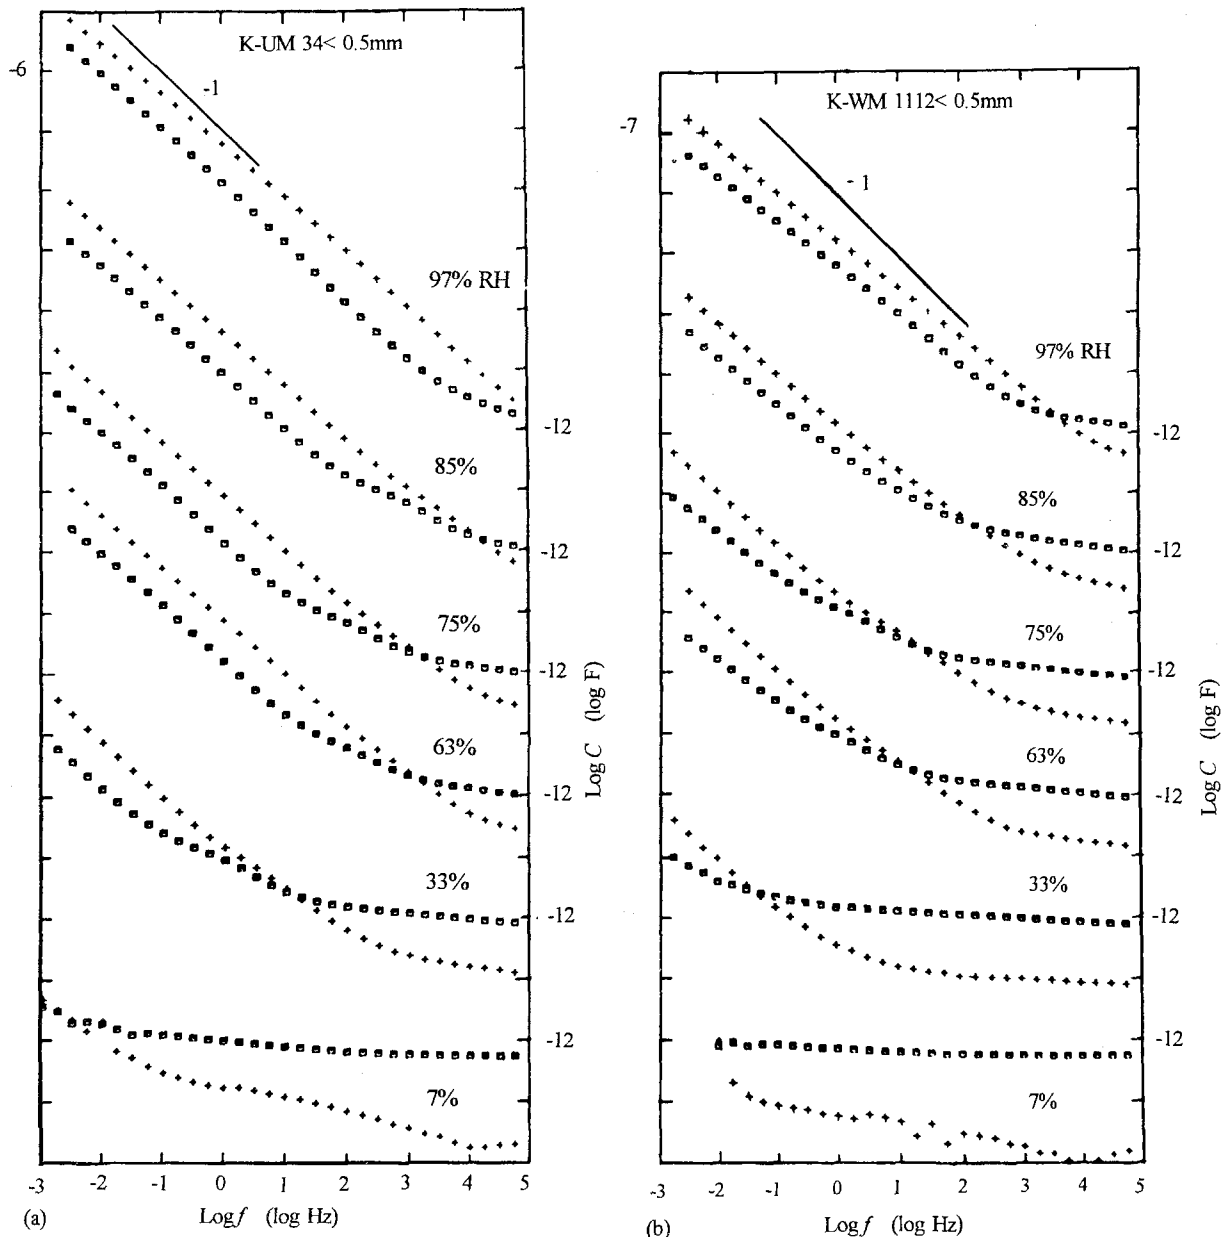 K-UM 34< 0.5mm
-6
-1
97% RH
-12
85%
-12
75%
-12
63%
-12
33%
-12
-12
7%
Log C (log F)
-3 -2 -1 0 1 2 3 4 5
(a) Log f (log Hz)
K-WM 1112< 0.5mm
-7
- 1
97% RH
-12
85%
-12
75%
-12
63%
-12
33%
-12
-12
7%
Log C (log F)
-3 -2 -1 0 1 2 3 4 5
(b) Log f (log Hz)